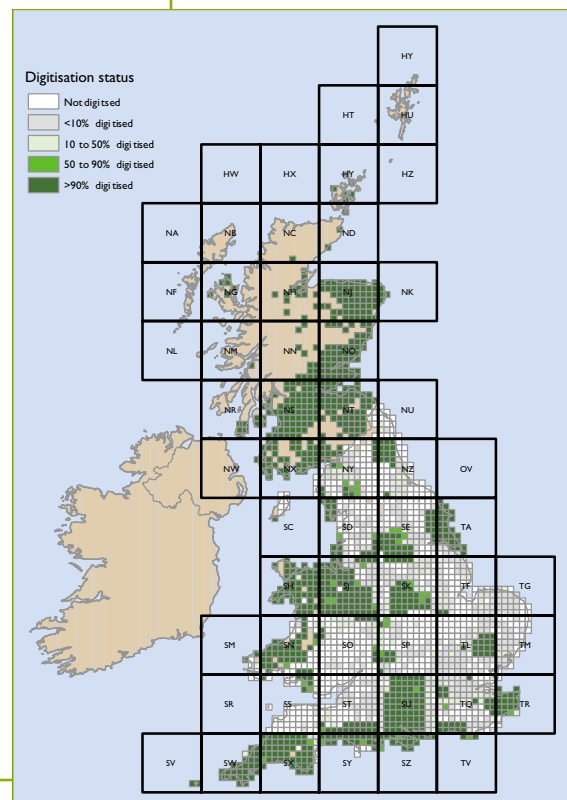 HY
Digitisation status
Not digitised
<10% digitised
10 to 50% digitised
50 to 90% digitised
>90% digitised
HT HU
HW HX HY HZ
NA NB NC ND
NF NG NH NJ NK
NL NM NN NO
NR NS NT NU
NW NX NY NZ OV
SC SD SE TA
SH SJ SK TF TG
SM SN SO SP TL TM
SR SS ST SU TQ TR
SV SW SX SY SZ TV